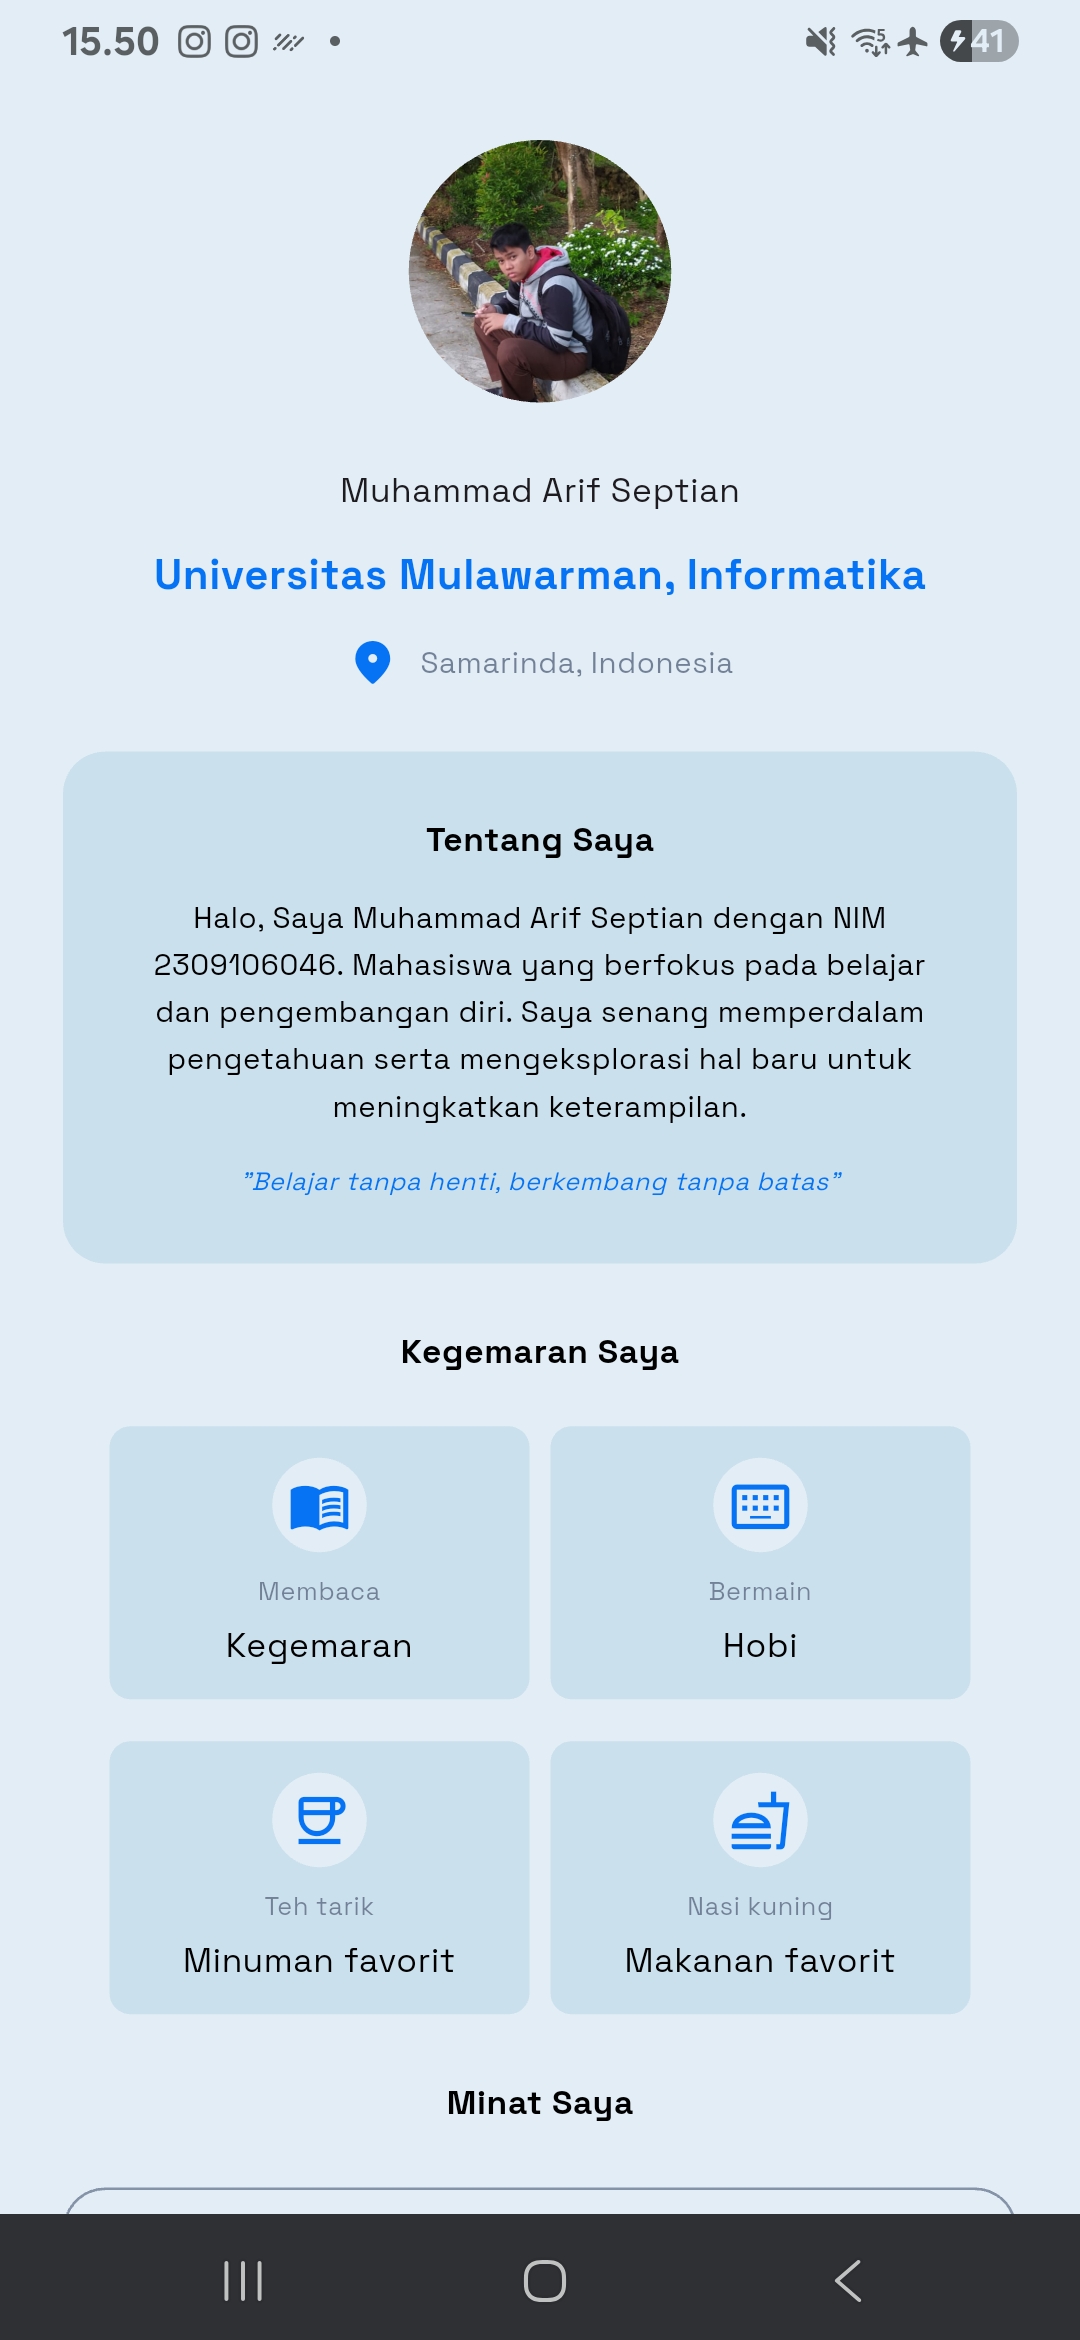 15.50
5
41
Muhammad Arif Septian
Universitas Mulawarman, Informatika
Samarinda, Indonesia
Tentang Saya
Halo, Saya Muhammad Arif Septian dengan NIM
2309106046. Mahasiswa yang berfokus pada belajar
dan pengembangan diri. Saya senang memperdalam
pengetahuan serta mengeksplorasi hal baru untuk
meningkatkan keterampilan.
"Belajar tanpa henti, berkembang tanpa batas"
Kegemaran Saya
Membaca
Kegemaran
Bermain
Hobi
Teh tarik
Minuman favorit
Nasi kuning
Makanan favorit
Minat Saya